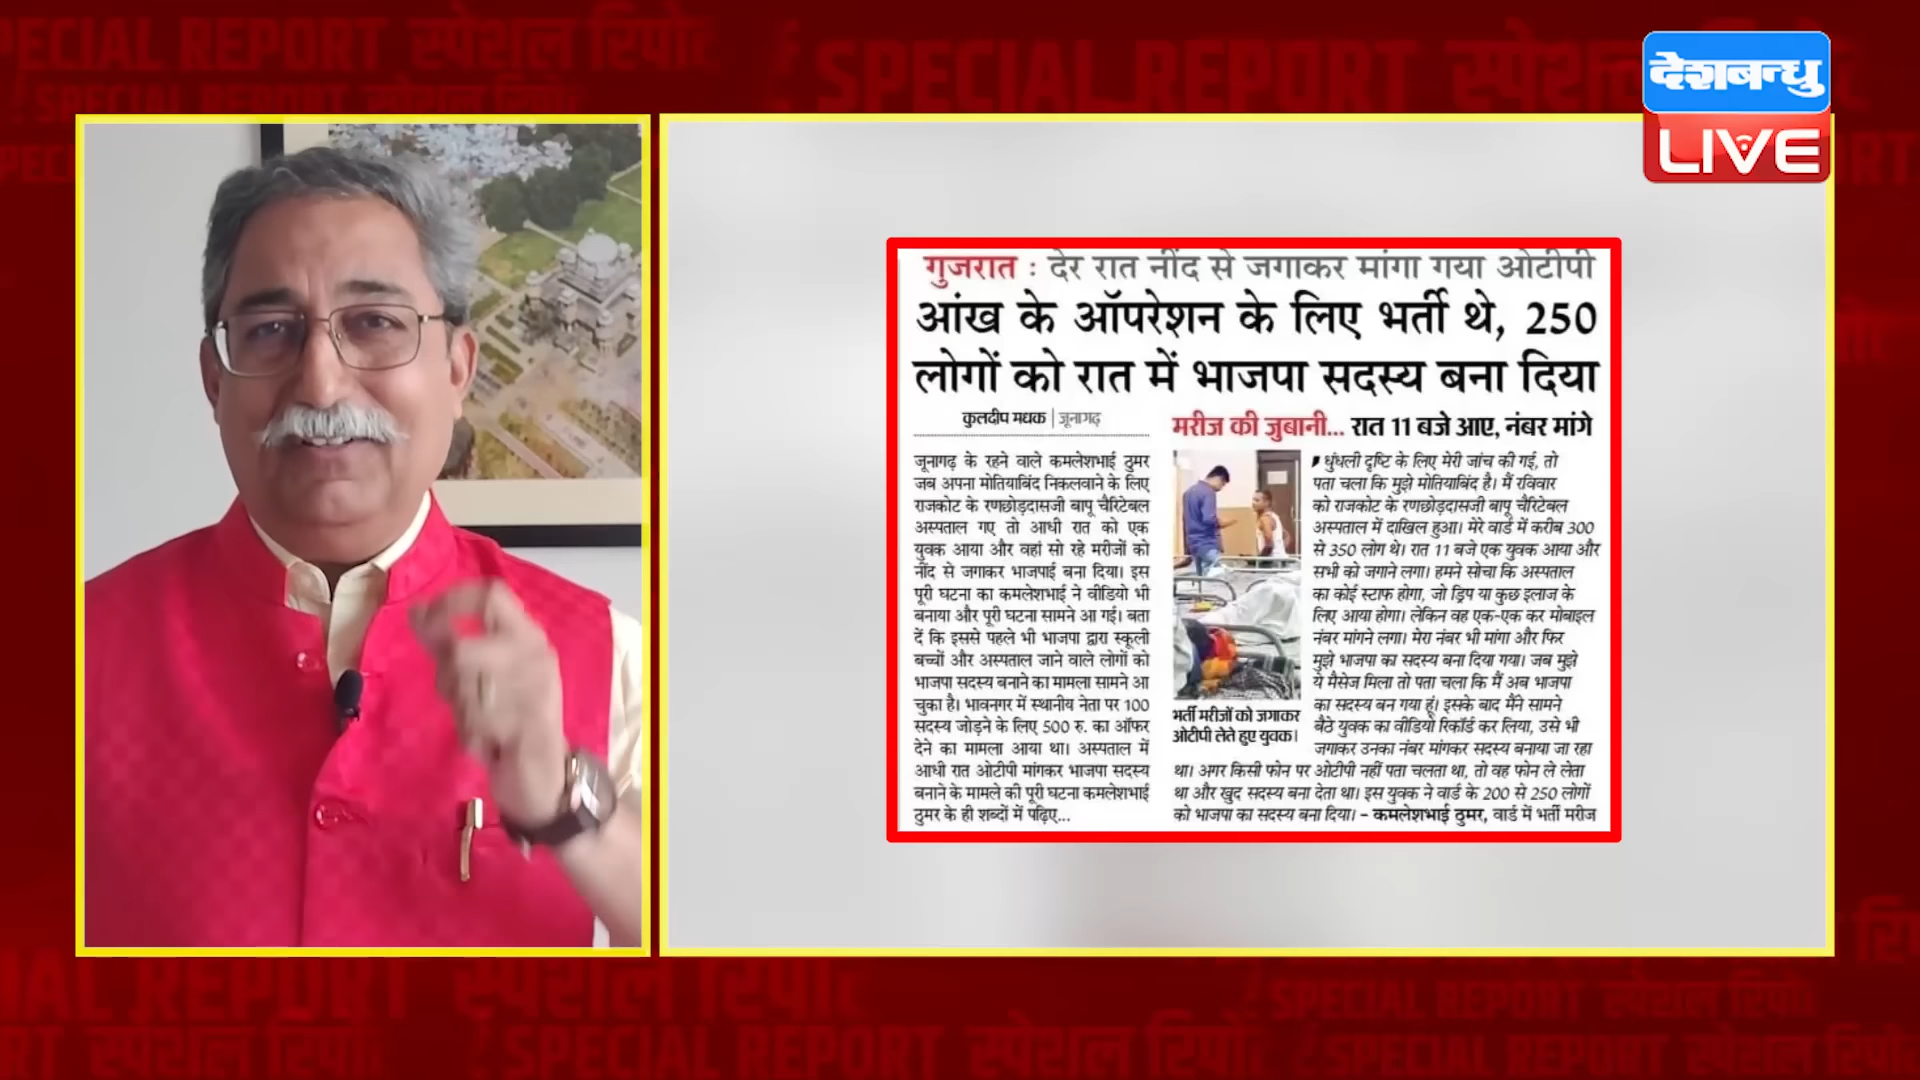 SPECIAL REPORT स्पेशल
SPECIAL REPORT
देशबन्धु
LIVE
गुजरात : देर रात नींद से जगाकर मांगा गया ओटीपी
आंख के ऑपरेशन के लिए भर्ती थे, 250
लोगों को रात में भाजपा सदस्य बना दिया
कुलदीप मधक | जूनागढ़
जूनागढ़ के रहने वाले कमलेशभाई ठुमर
जब अपना मोतियाबिंद निकलवाने के लिए
राजकोट के रणछोड़दासजी बापू चैरिटेबल
अस्पताल गए तो आधी रात को एक
युवक आया और वहां सो रहे मरीजों को
नींद से जगाकर भाजपाई बना दिया। इस
पूरी घटना का कमलेशभाई ने वीडियो भी
बनाया और पूरी घटना सामने आ गई। बता
दें कि इससे पहले भी भाजपा द्वारा स्कूली
बच्चों और अस्पताल जाने वाले लोगों को
भाजपा सदस्य बनाने का मामला सामने आ
चुका है। भावनगर में स्थानीय नेता पर 100
सदस्य जोड़ने के लिए 500 रु. का ऑफर
देने का मामला आया था। अस्पताल में
आधी रात ओटीपी मांगकर भाजपा सदस्य
बनाने के मामले की पूरी घटना कमलेशभाई
ठुमर के ही शब्दों में पढ़िए...
मरीज की जुबानी... रात 11 बजे आए, नंबर मांगे
धुंधली दृष्टि के लिए मेरी जांच की गई, तो
पता चला कि मुझे मोतियाबिंद है। मैं रविवार
को राजकोट के रणछोड़दासजी बापू चैरिटेबल
अस्पताल में दाखिल हुआ। मेरे वार्ड में करीब 300
से 350 लोग थे। रात 11 बजे एक युवक आया और
सभी को जगाने लगा। हमने सोचा कि अस्पताल
का कोई स्टाफ होगा, जो ड्रिप या कुछ इलाज के
लिए आया होगा। लेकिन वह एक-एक कर मोबाइल
नंबर मांगने लगा। मेरा नंबर भी मांगा और फिर
मुझे भाजपा का सदस्य बना दिया गया। जब मुझे
ये मैसेज मिला तो पता चला कि मैं अब भाजपा
का सदस्य बन गया हूं। इसके बाद मैंने सामने
बैठे युवक का वीडियो रिकॉर्ड कर लिया, उसे भी
जगाकर उनका नंबर मांगकर सदस्य बनाया जा रहा
था। अगर किसी फोन पर ओटीपी नहीं पता चलता था, तो वह फोन ले लेता
था और खुद सदस्य बना देता था। इस युवक ने वार्ड के 200 से 250 लोगों
को भाजपा का सदस्य बना दिया। - कमलेशभाई ठुमर, वार्ड में भर्ती मरीज
भर्ती मरीजों को जगाकर
ओटीपी लेते हुए युवक।
SPECIAL REPORT
SPECIAL REPORT